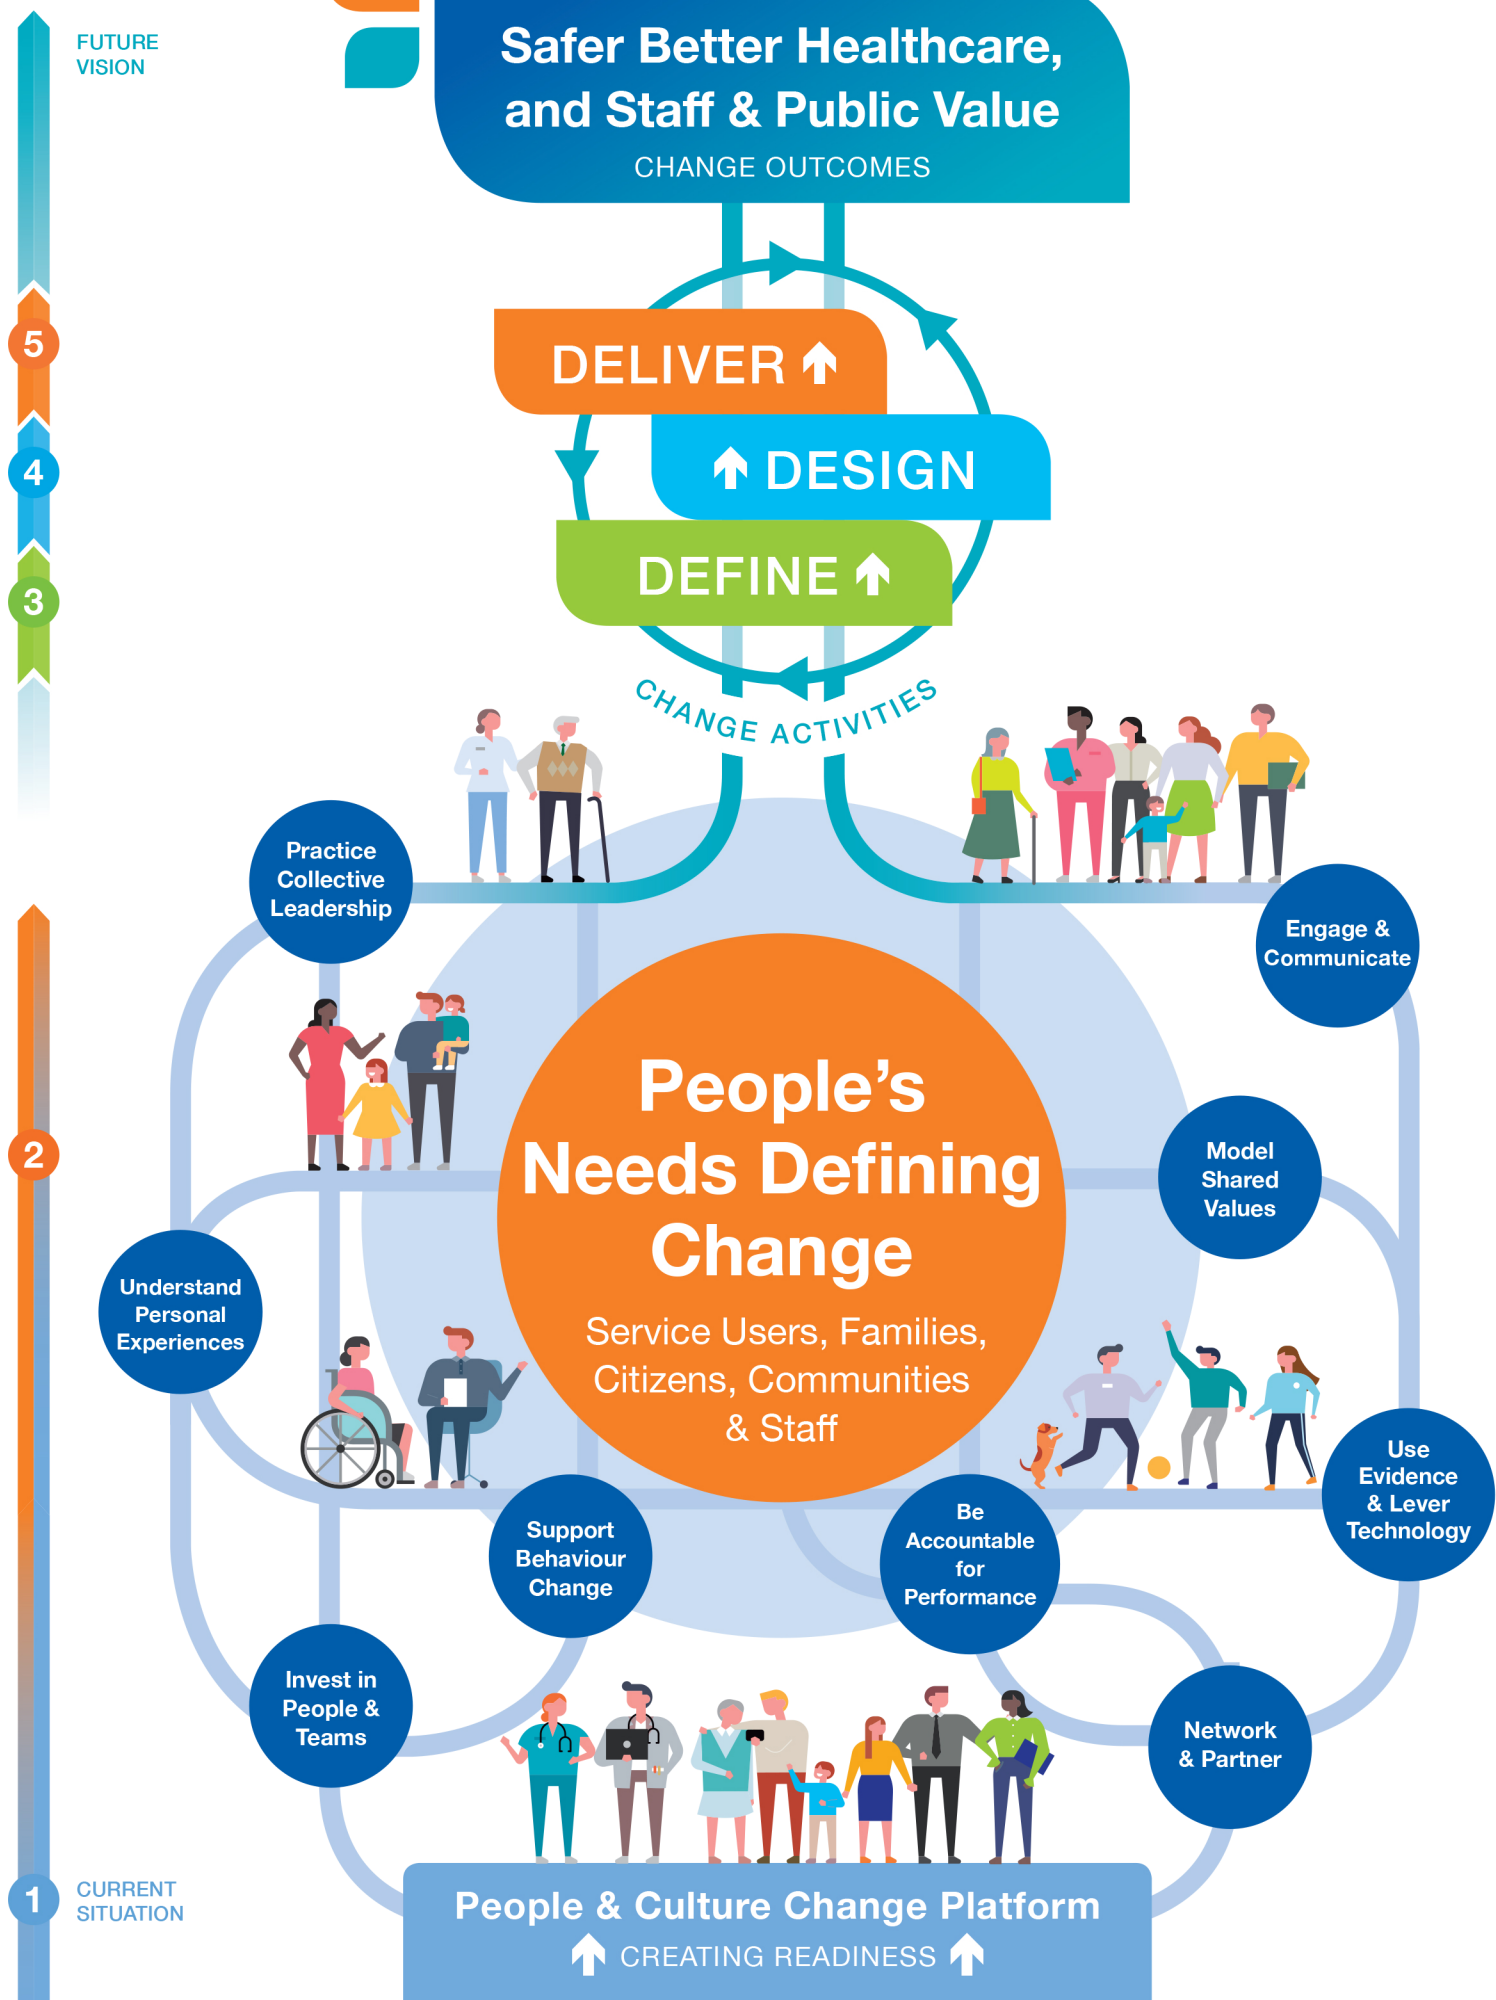 FUTURE
VISION
Safer Better Healthcare,
and Staff & Public Value
CHANGE OUTCOMES
5
DELIVER
4
DESIGN
3
DEFINE
CHANGE ACTIVITIES
Practice
Collective
Leadership
Engage &
Communicate
2
People’s
Needs Defining
Change
Service Users, Families,
Citizens, Communities
& Staff
Model
Shared
Values
Understand
Personal
Experiences
Use
Evidence
& Lever
Technology
Support
Behaviour
Change
Be
Accountable
for
Performance
Invest in
People &
Teams
Network
& Partner
1
CURRENT
SITUATION
People & Culture Change Platform
CREATING READINESS